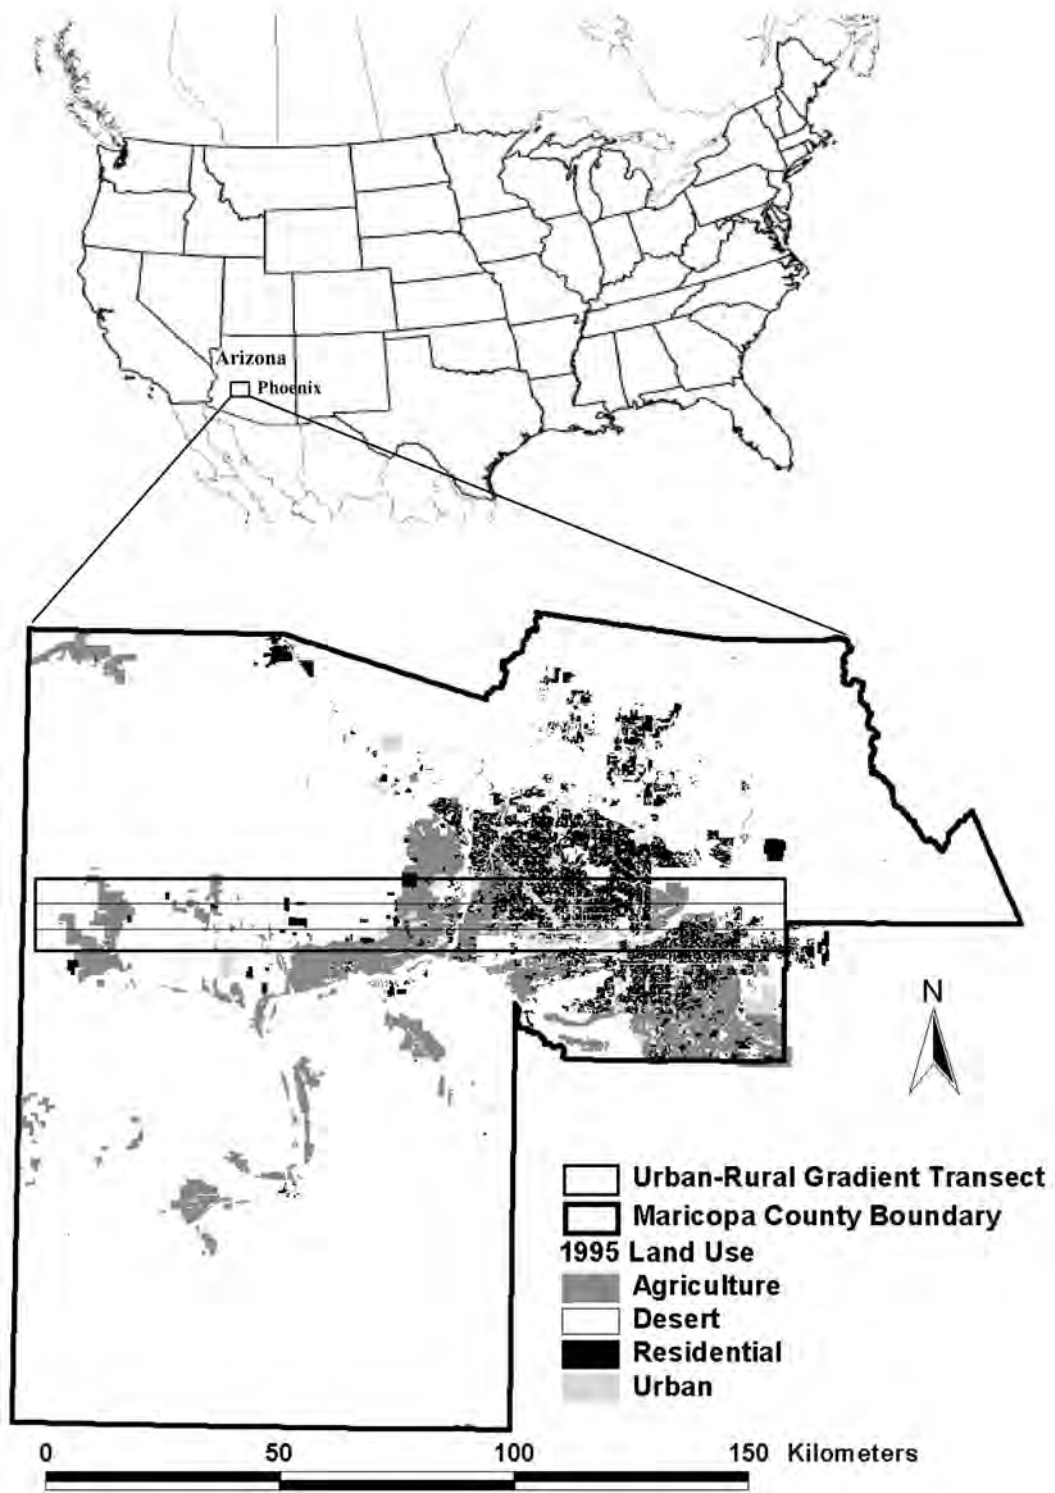 Arizona
Phoenix
N
Urban-Rural Gradient Transect
Maricopa County Boundary
1995 Land Use
Agriculture
Desert
Residential
Urban
0 50 100 150 Kilometers